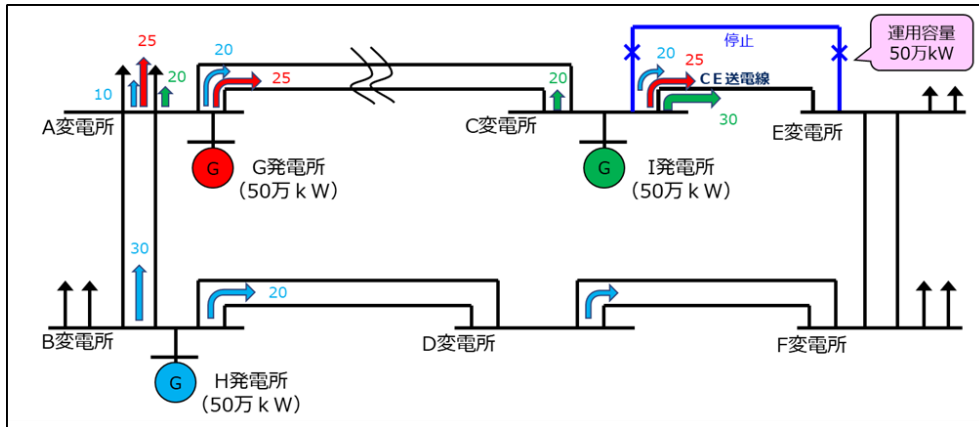 停止
運用容量
50万kW
25
20
10
20
25
20
20
25
CE送電線
30
A変電所
C変電所
E変電所
G
G発電所
(50万kW)
G
I発電所
(50万kW)
30
20
B変電所
D変電所
F変電所
G
H発電所
(50万kW)